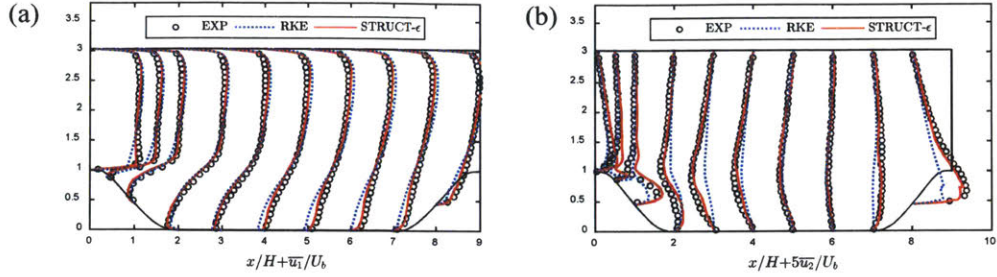 (a)
EXP RKE STRUCT-ϵ
3.5
3
2.5
2
1.5
1
0.5
0
0 1 2 3 4 5 6 7 8 9
x/H+u̅₁/U_b
(b)
EXP RKE STRUCT-ϵ
3.5
3
2.5
2
1.5
1
0.5
0
0 2 4 6 8 10
x/H+5u̅₂/U_b